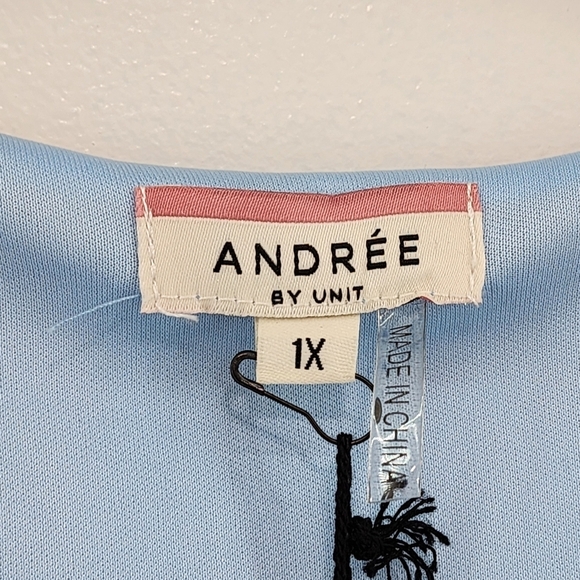 ANDRÉE
BY UNIT
1X
MADE IN CHINA